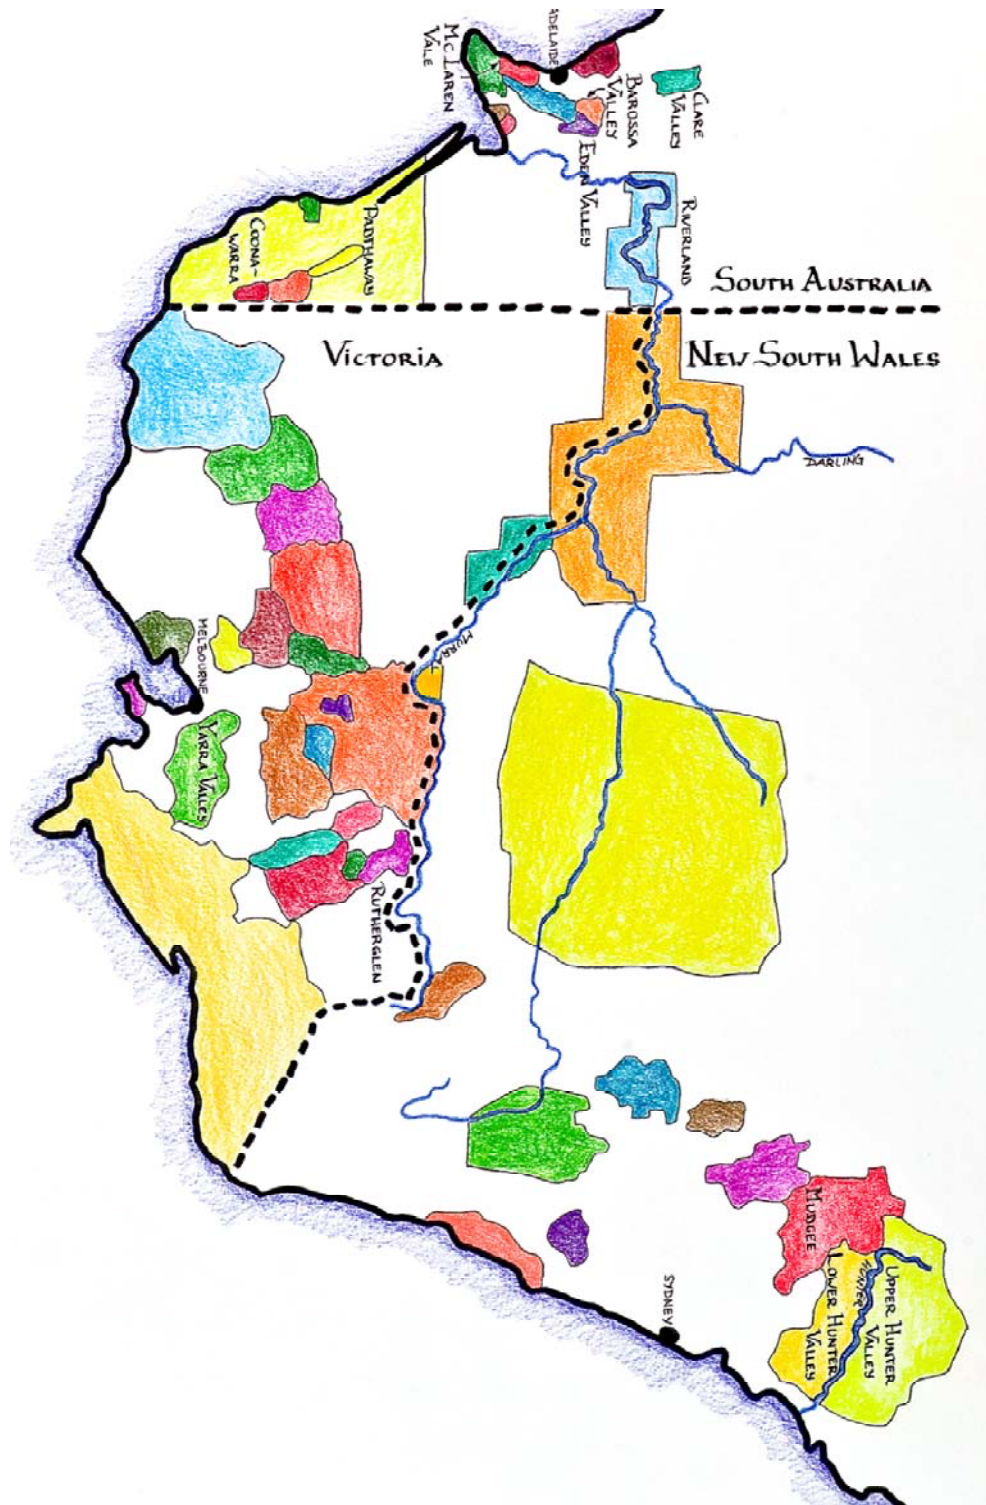 ADELAIDE
Mc LAREN
VALE
BAROSSA
VALLEY
CLARE
VALLEY
EDEN VALLEY
RIVERLAND
PADTHAWAY
COONA-
WARRA
SOUTH AUSTRALIA
VICTORIA
NEW SOUTH WALES
DARLING
MURRAY
MELBOURNE
YARRA VALLEY
RUTHERGLEN
MUDGEE
UPPER HUNTER
VALLEY
HUNTER
LOWER HUNTER
VALLEY
SYDNEY